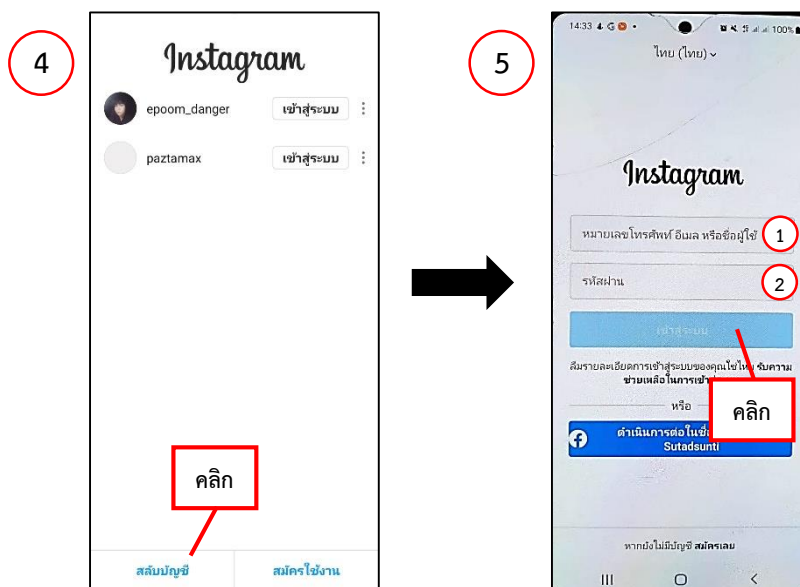 4
Instagram
epoom_danger
เข้าสู่ระบบ
paztamax
เข้าสู่ระบบ
คลิก
สลับบัญชี
สมัครใช้งาน
5
14:33
100%
ไทย (ไทย)
Instagram
หมายเลขโทรศัพท์ อีเมล หรือชื่อผู้ใช้
1
รหัสผ่าน
2
เข้าสู่ระบบ
ลืมรายละเอียดการเข้าสู่ระบบของคุณใช่ไหม รับความ
ช่วยเหลือในการเข้า
หรือ
คลิก
ดำเนินการต่อในชื่อ
Sutadsunti
หากยังไม่มีบัญชี สมัครเลย